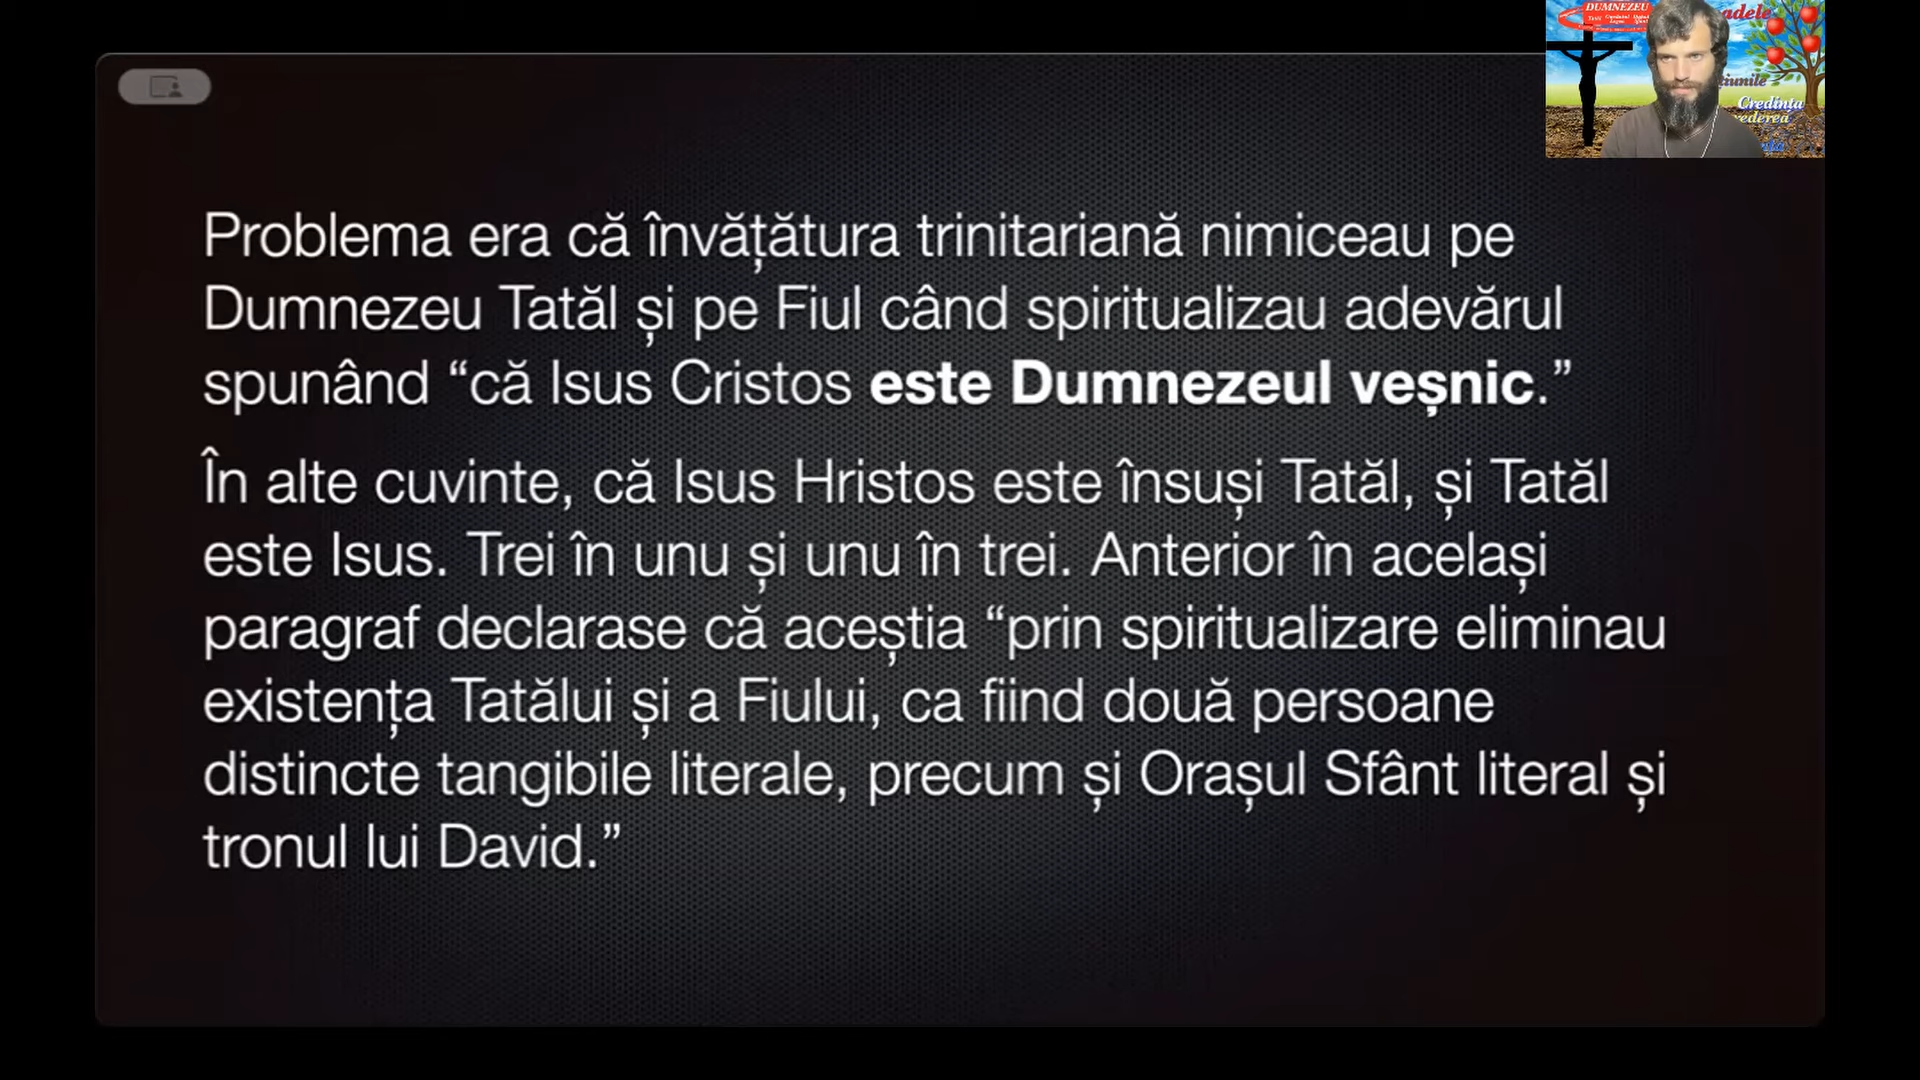 Problema era că învățătura trinitariană nimiceau pe
Dumnezeu Tatăl și pe Fiul când spiritualizau adevărul
spunând “că Isus Cristos este Dumnezeul veșnic.”
În alte cuvinte, că Isus Hristos este însuși Tatăl, și Tatăl
este Isus. Trei în unu și unu în trei. Anterior în același
paragraf declarase că aceștia “prin spiritualizare eliminau
existența Tatălui și a Fiului, ca fiind două persoane
distincte tangibile literale, precum și Orașul Sfânt literal și
tronul lui David.”
DUMNEZEU
adele
iunile
Credința
rederea